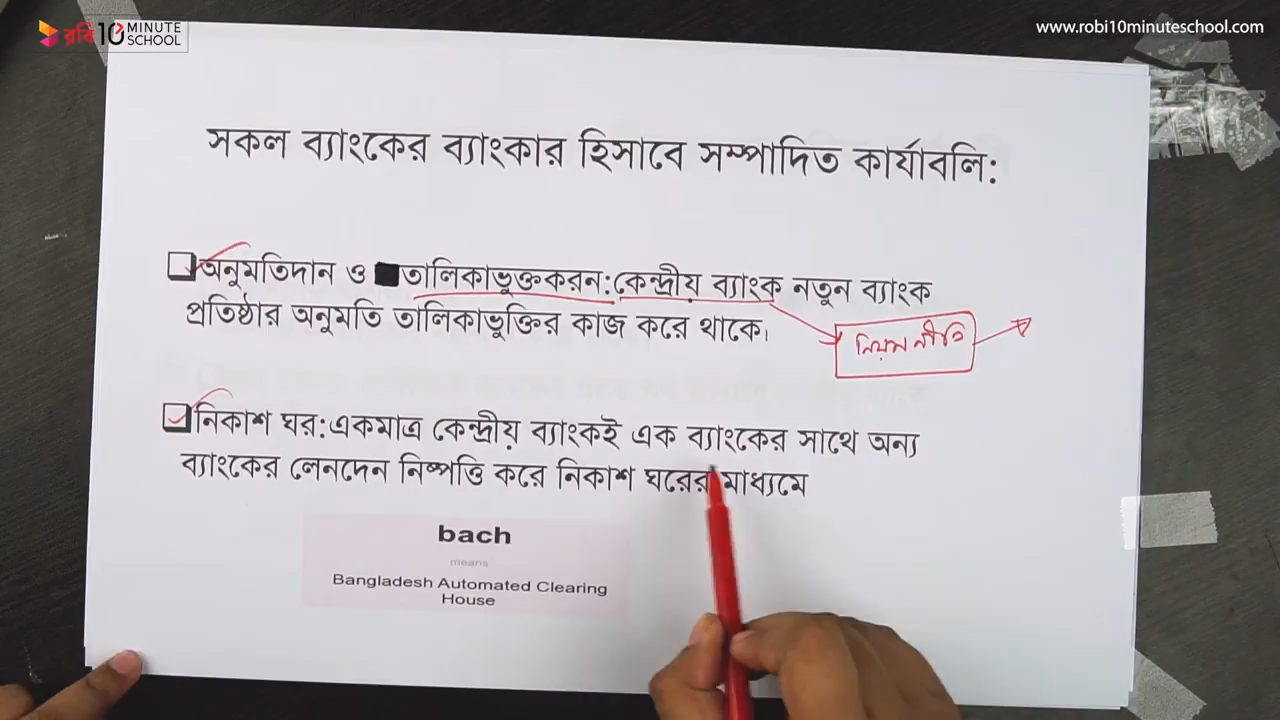 রবি 10 MINUTE SCHOOL
www.robi10minuteschool.com
সকল ব্যাংকের ব্যাংকার হিসাবে সম্পাদিত কার্যাবলি:
অনুমতিদান ও তালিকাভুক্তকরন:কেন্দ্রীয় ব্যাংক নতুন ব্যাংক
প্রতিষ্ঠার অনুমতি তালিকাভুক্তির কাজ করে থাকে।
নিয়ম নীতি
নিকাশ ঘর:একমাত্র কেন্দ্রীয় ব্যাংকই এক ব্যাংকের সাথে অন্য
ব্যাংকের লেনদেন নিষ্পত্তি করে নিকাশ ঘরের মাধ্যমে
bach
means
Bangladesh Automated Clearing
House